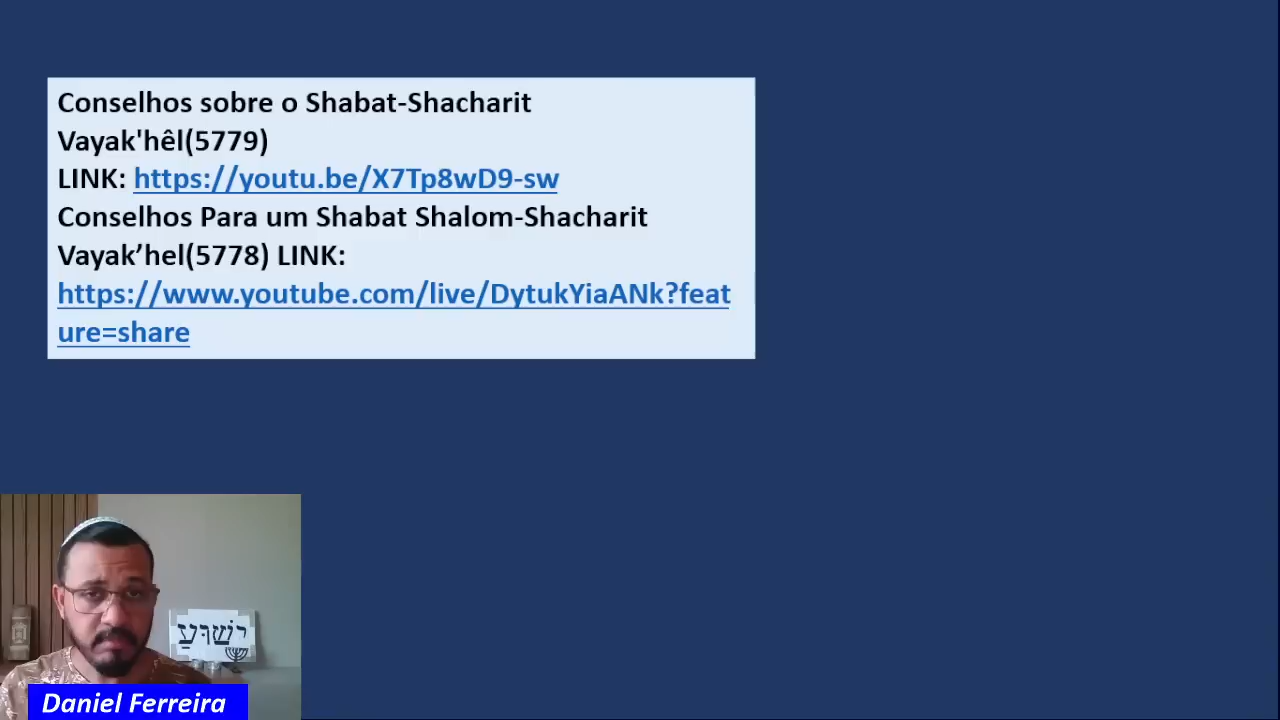 Conselhos sobre o Shabat-Shacharit
Vayak'hêl(5779)
LINK: https://youtu.be/X7Tp8wD9-sw
Conselhos Para um Shabat Shalom-Shacharit
Vayak’hel(5778) LINK:
https://www.youtube.com/live/DytukYiaANk?feat
ure=share
ישוע
Daniel Ferreira